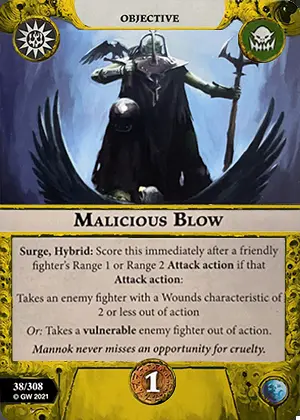 OBJECTIVE
MALICIOUS BLOW
Surge, Hybrid: Score this immediately after a friendly
fighter's Range 1 or Range 2 Attack action if that
Attack action:
Takes an enemy fighter with a Wounds characteristic of
2 or less out of action
Or: Takes a vulnerable enemy fighter out of action.
Mannok never misses an opportunity for cruelty.
38/308
© GW 2021
1